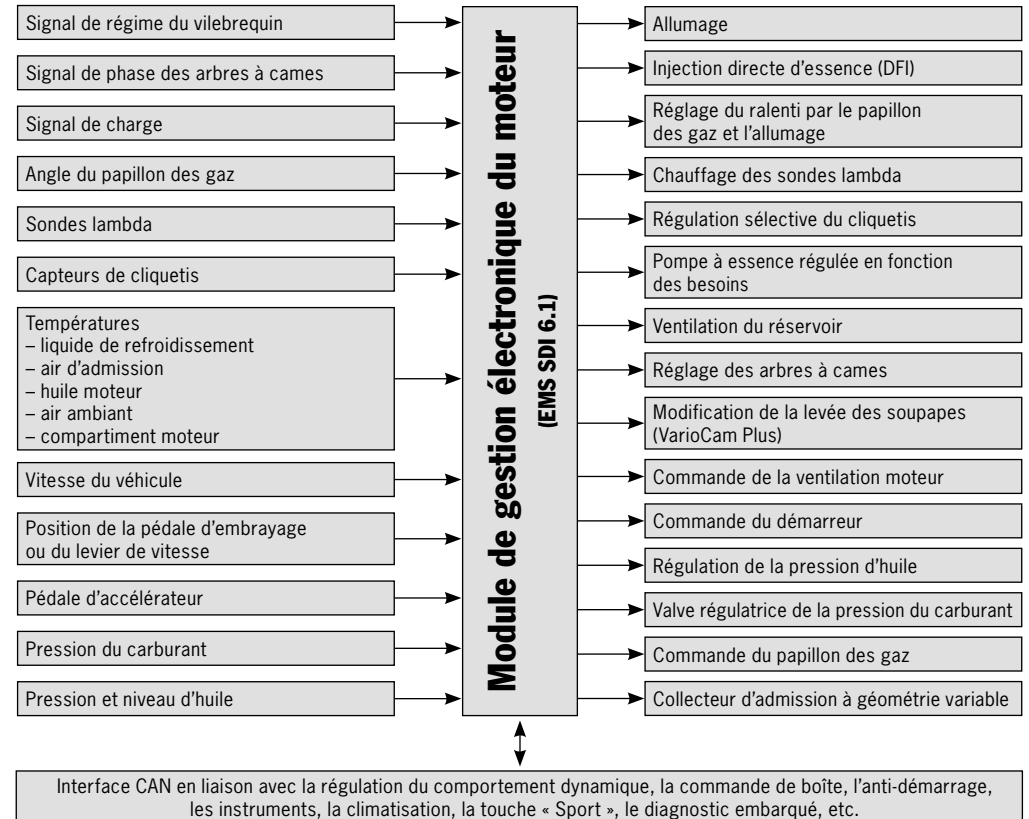 Signal de régime du vilebrequin
Signal de phase des arbres à cames
Signal de charge
Angle du papillon des gaz
Sondes lambda
Capteurs de cliquetis
Températures
– liquide de refroidissement
– air d'admission
– huile moteur
– air ambiant
– compartiment moteur
Vitesse du véhicule
Position de la pédale d'embrayage
ou du levier de vitesse
Pédale d'accélérateur
Pression du carburant
Pression et niveau d'huile
Module de gestion électronique du moteur
(EMS SDI 6.1)
Allumage
Injection directe d'essence (DFI)
Réglage du ralenti par le papillon
des gaz et l'allumage
Chauffage des sondes lambda
Régulation sélective du cliquetis
Pompe à essence régulée en fonction
des besoins
Ventilation du réservoir
Réglage des arbres à cames
Modification de la levée des soupapes
(VarioCam Plus)
Commande de la ventilation moteur
Commande du démarreur
Régulation de la pression d'huile
Valve régulatrice de la pression du carburant
Commande du papillon des gaz
Collecteur d'admission à géométrie variable
Interface CAN en liaison avec la régulation du comportement dynamique, la commande de boîte, l'anti-démarrage,
les instruments, la climatisation, la touche « Sport », le diagnostic embarqué, etc.